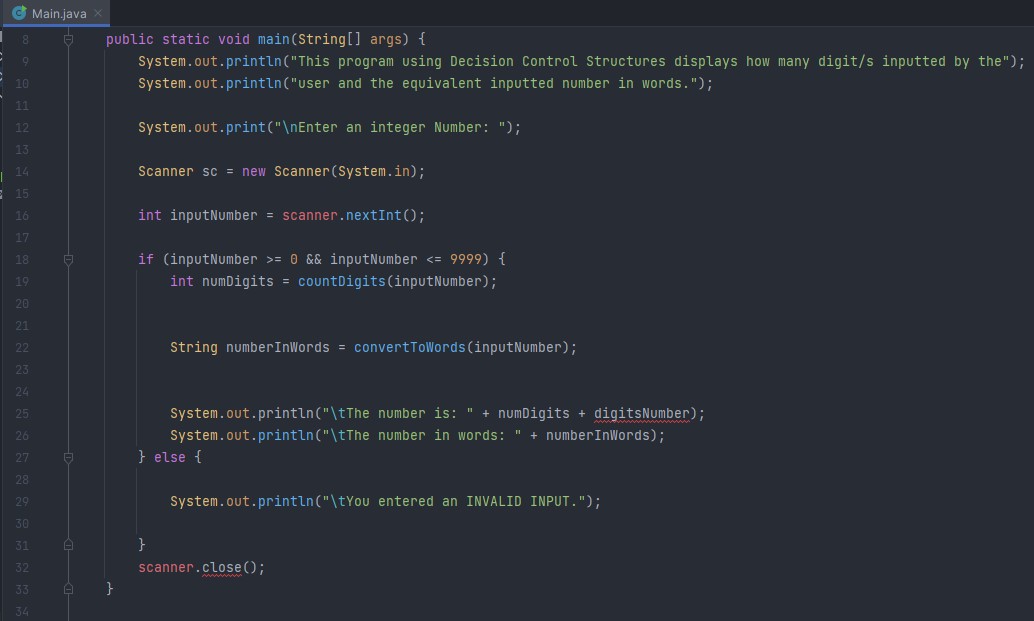 Main.java
8 public static void main(String[] args) {
9 System.out.println("This program using Decision Control Structures displays how many digit/s inputted by the");
10 System.out.println("user and the equivalent inputted number in words.");
11
12 System.out.print("\nEnter an integer Number: ");
13
14 Scanner sc = new Scanner(System.in);
15
16 int inputNumber = scanner.nextInt();
17
18 if (inputNumber >= 0 && inputNumber <= 9999) {
19 int numDigits = countDigits(inputNumber);
20
21
22 String numberInWords = convertToWords(inputNumber);
23
24
25 System.out.println("\tThe number is: " + numDigits + digitsNumber);
26 System.out.println("\tThe number in words: " + numberInWords);
27 } else {
28
29 System.out.println("\tYou entered an INVALID INPUT.");
30
31 }
32 scanner.close();
33 }
34